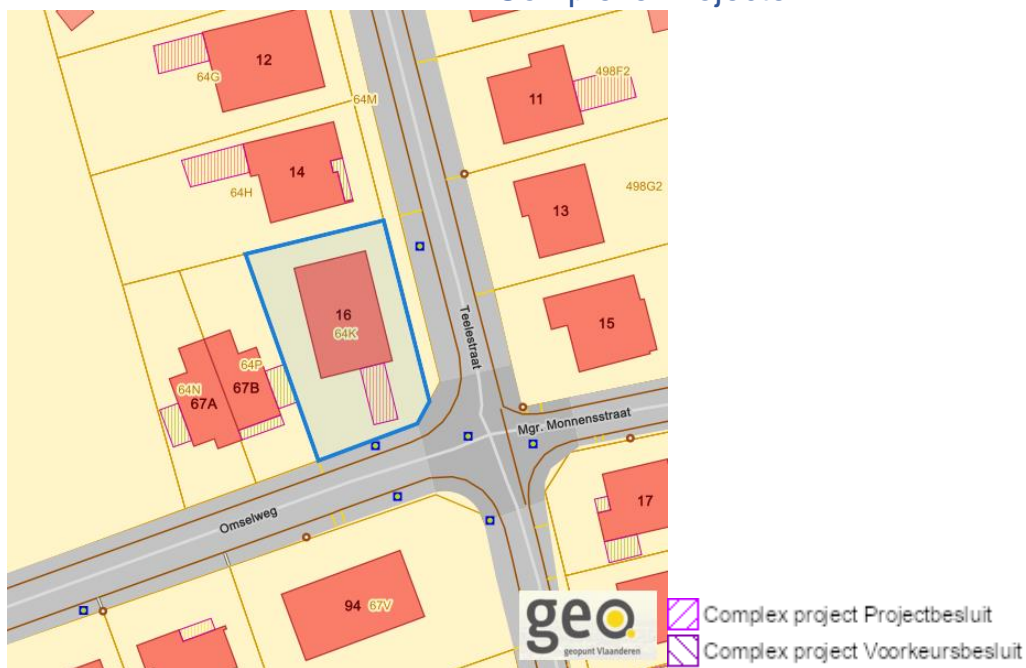 12
64G
64M
11
498F2
14
64H
13
498G2
16
64K
Teelestraat
15
64P
64N
67B
67A
Mgr. Monnensstraat
Omselweg
17
94 67V
geo.
geopunt Vlaanderen
Complex project Projectbesluit
Complex project Voorkeursbesluit